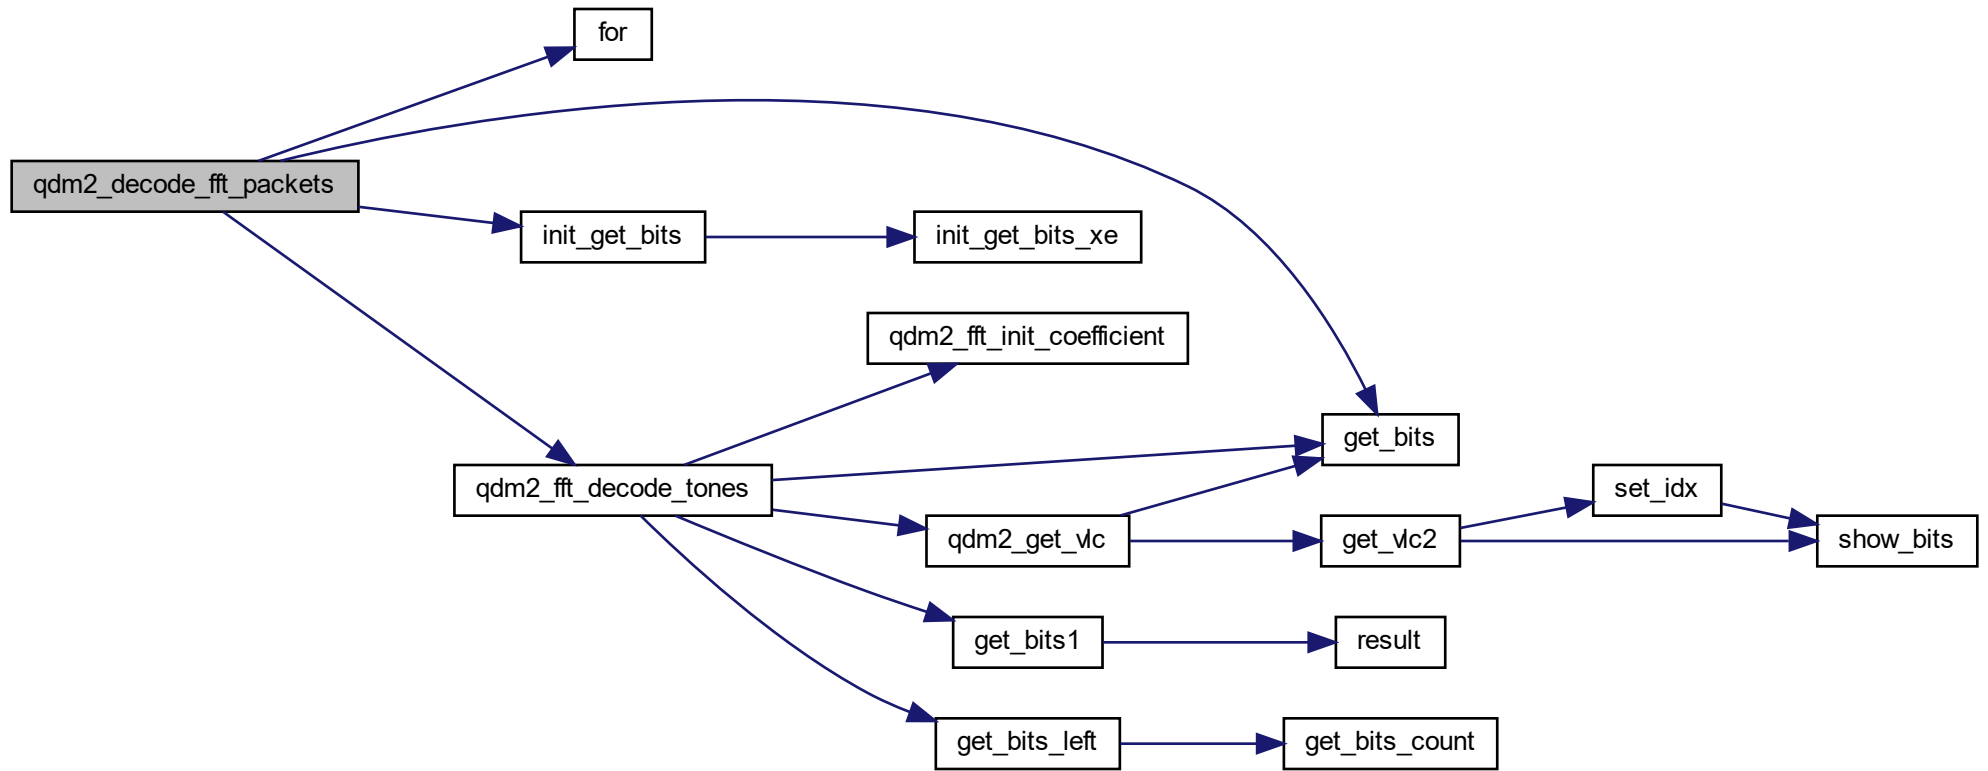 for
qdm2_decode_fft_packets
init_get_bits
init_get_bits_xe
qdm2_fft_init_coefficient
get_bits
qdm2_fft_decode_tones
set_idx
qdm2_get_vlc
get_vlc2
show_bits
get_bits1
result
get_bits_left
get_bits_count